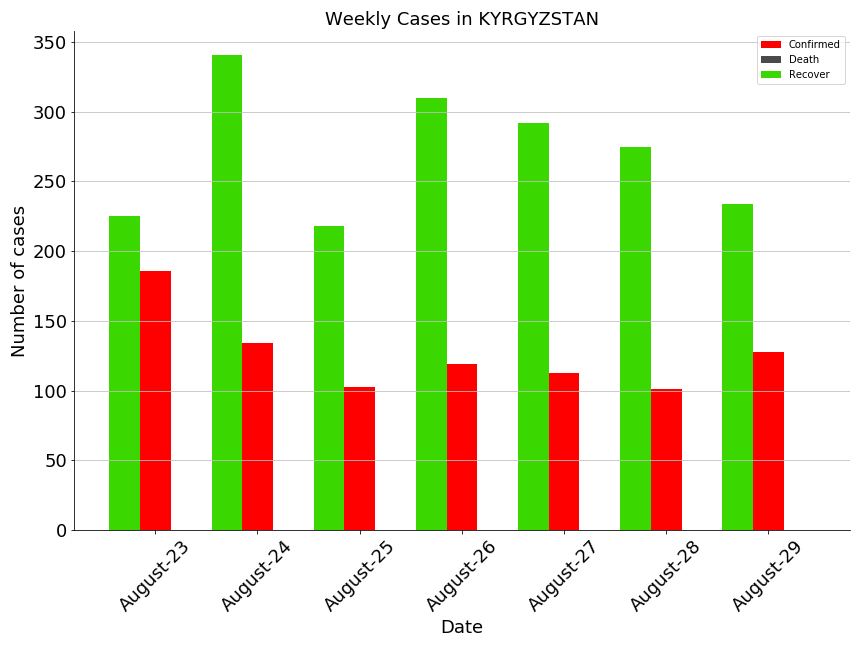 Weekly Cases in KYRGYZSTAN
Confirmed
Death
Recover
Number of cases
350
300
250
200
150
100
50
0
August-23
August-24
August-25
August-26
August-27
August-28
August-29
Date